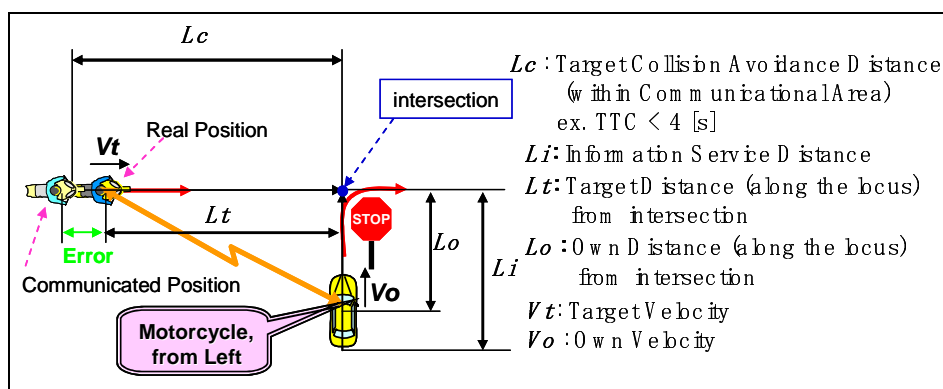 Lc
intersection
Real Position
Vt
Lt
STOP
Lo
Li
Error
Communicated Position
Vo
Motorcycle,
from Left
Lc : Target Collision Avoidance Distance
(within Communicational Area)
ex. TTC < 4 [s]
Li: Information Service Distance
Lt: Target Distance (along the locus)
from intersection
Lo : Own Distance (along the locus)
from intersection
Vt : Target Velocity
Vo : Own Velocity